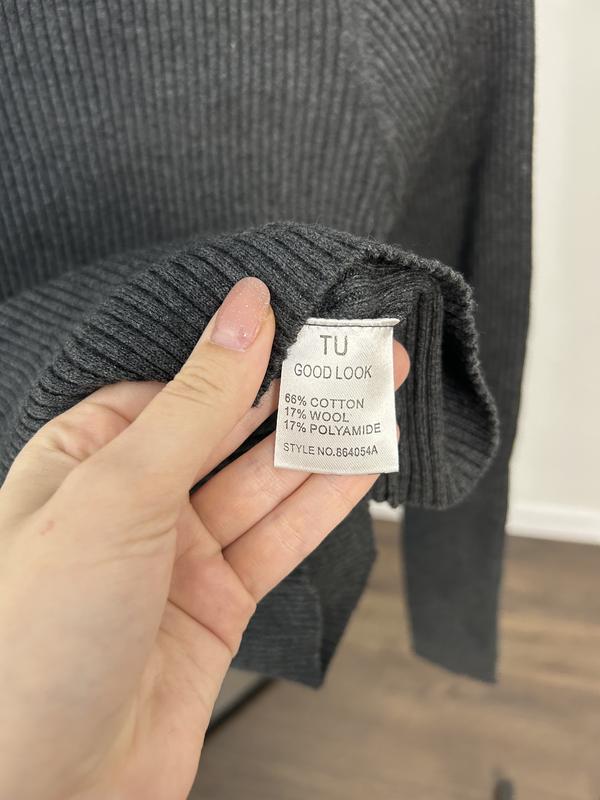 TU
GOOD LOOK
66% COTTON
17% WOOL
17% POLYAMIDE
STYLE NO.864054A